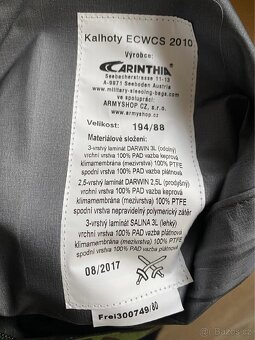 Kalhoty ECWCS 2010
Výrobce:
CARINTHIA
Seebacherstrasse 11-13
A-9871 Seeboden Austria
www.military-sleeping-bags.com
ARMYSHOP CZ, s.r.o.
www.armyshop.cz
Velikost: 194/88
Materiálové složení:
3-vrstvý laminát DARWIN 3L (odolný)
vrchní vrstva 100% PAD vazba keprová
klimamembrána (mezivrstva) 100% PTFE
spodní vrstva 100% PAD vazba plátnová
2,5-vrstvý laminát DARWIN 2,5L (prodyšný)
vrchní vrstva 100% PAD vazba keprová
klimamembrána (mezivrstva) 100% PTFE
spodní vrstva nepravidelný polymerický zátěr
3-vrstvý laminát SALINA 3L (lehký)
vrchní vrstva 100% PAD vazba plátnová
klimamembrána (mezivrstva) 100% PTFE
spodní vrstva 100% PAD vazba plátnová
08/2017
Frei300749/80